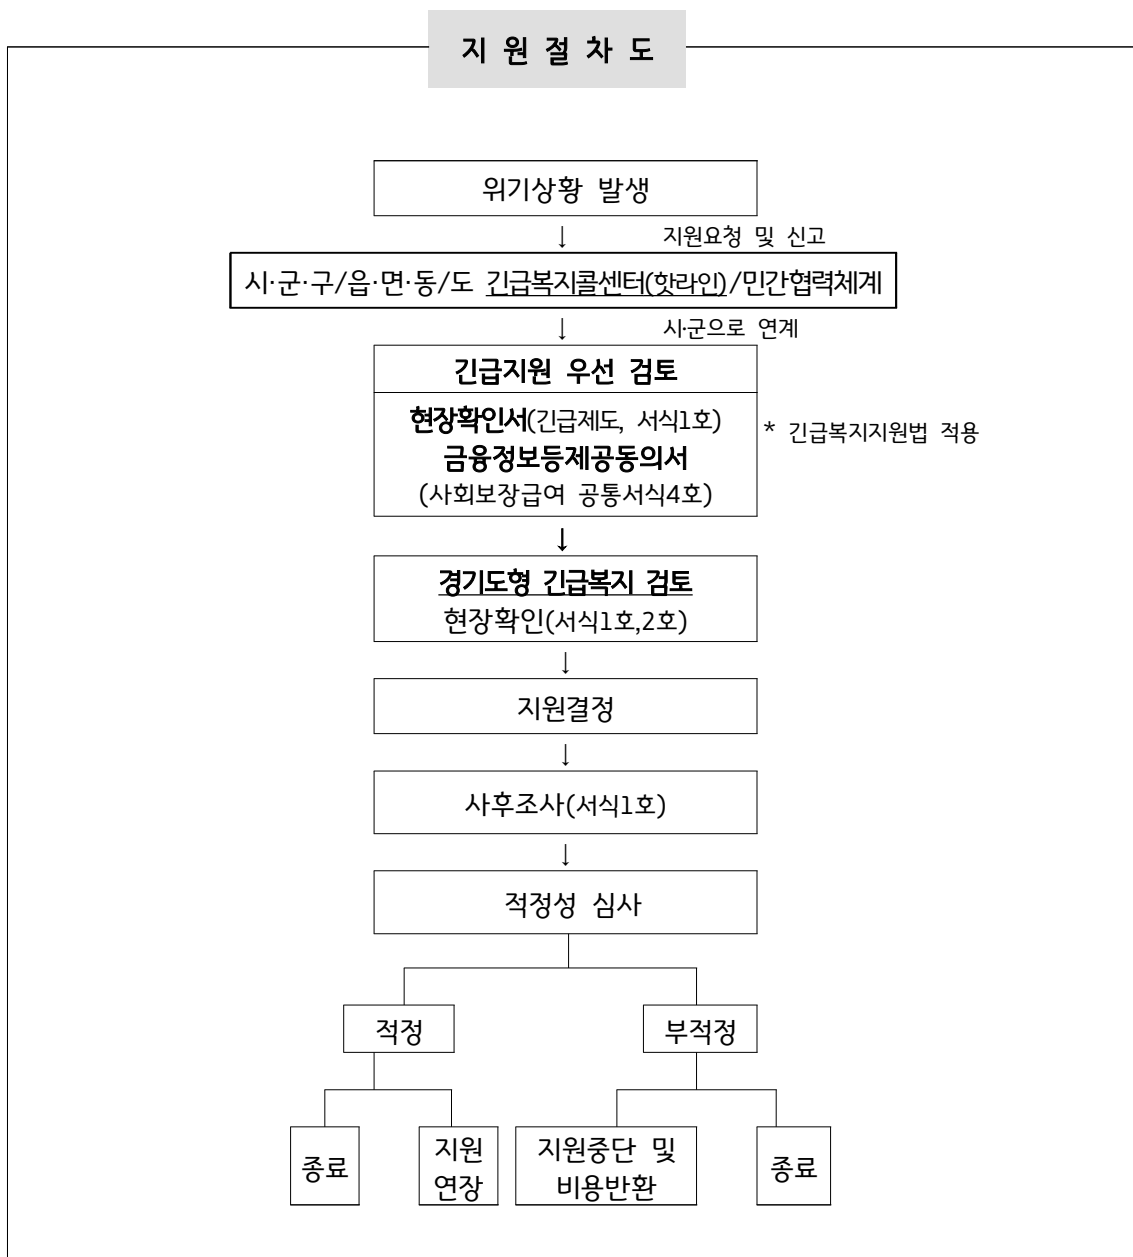 지 원 절 차 도
위기상황 발생
↓ 지원요청 및 신고
시·군·구/읍·면·동/도 긴급복지콜센터(핫라인)/민간협력체계
↓ 시·군으로 연계
긴급지원 우선 검토
현장확인서(긴급제도, 서식1호)
* 긴급복지지원법 적용
금융정보등제공동의서
(사회보장급여 공통서식4호)
↓
경기도형 긴급복지 검토
현장확인(서식1호,2호)
↓
지원결정
↓
사후조사(서식1호)
↓
적정성 심사
적정
부적정
종료
지원
연장
지원중단 및
비용반환
종료